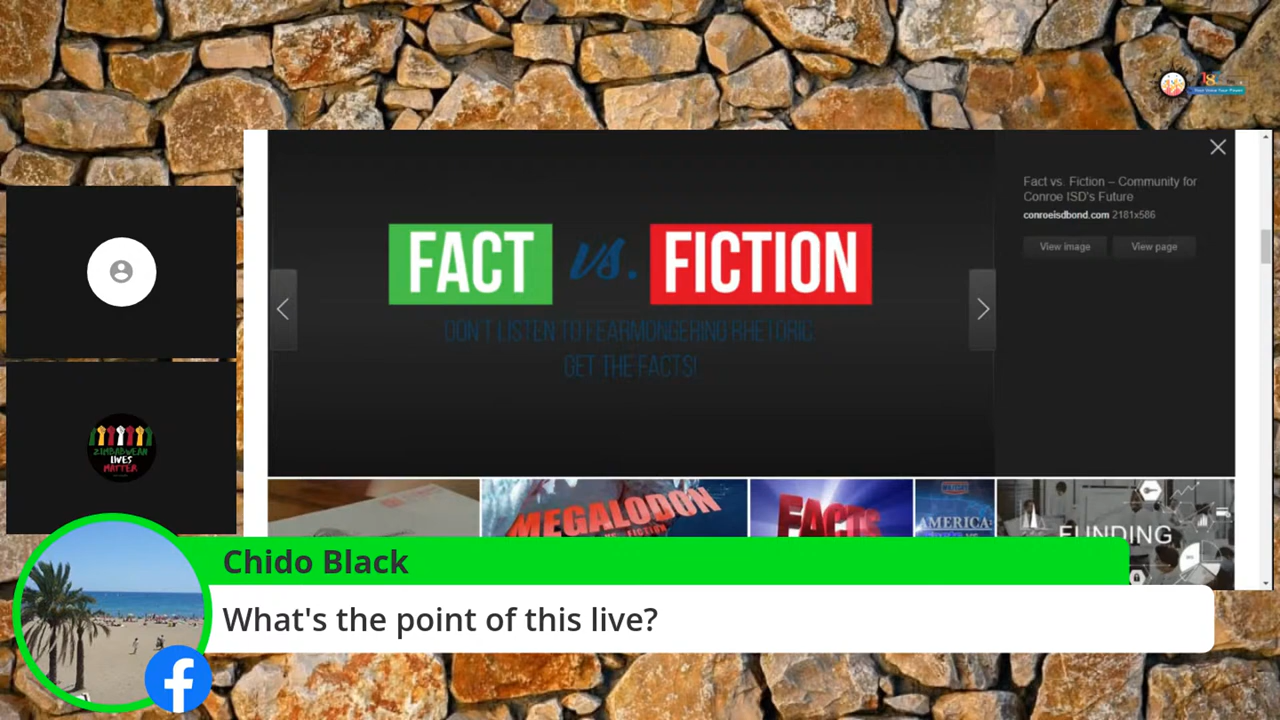 18
Fact vs. Fiction – Community for
Conroe ISD's Future
conroeisdbond.com 2181x586
View image
View page
FACT vs. FICTION
DON'T LISTEN TO FEARMONGERING RHETORIC.
GET THE FACTS!
ZIMBABWEAN
LIVES
MATTER
MEGALODON
FICTION
FACTS
AMERICA:
FUNDING
Chido Black
What's the point of this live?